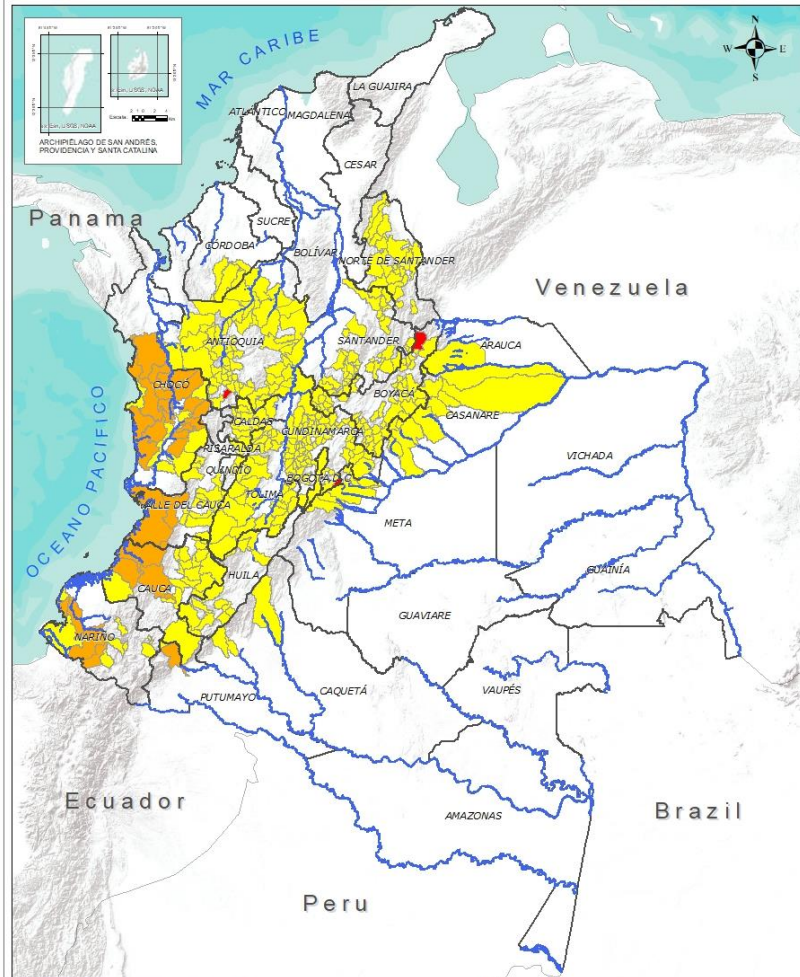 ARCHIPIÉLAGO DE SAN ANDRÉS,
PROVIDENCIA Y SANTA CATALINA
N
W
E
S
MAR CARIBE
LA GUAJIRA
ATLÁNTICO
MAGDALENA
CESAR
Panama
SUCRE
CÓRDOBA
BOLÍVAR
NORTE DE SANTANDER
Venezuela
ANTIOQUIA
SANTANDER
ARAUCA
CHOCÓ
BOYACÁ
CASANARE
OCEANO PACIFICO
CALDAS
CUNDINAMARCA
RISARALDA
VICHADA
QUINDÍO
BOGOTÁ D.C.
TOLIMA
VALLE DEL CAUCA
META
HUILA
GUAINÍA
CAUCA
GUAVIARE
NARIÑO
CAQUETÁ
VAUPÉS
PUTUMAYO
Ecuador
AMAZONAS
Brazil
Peru